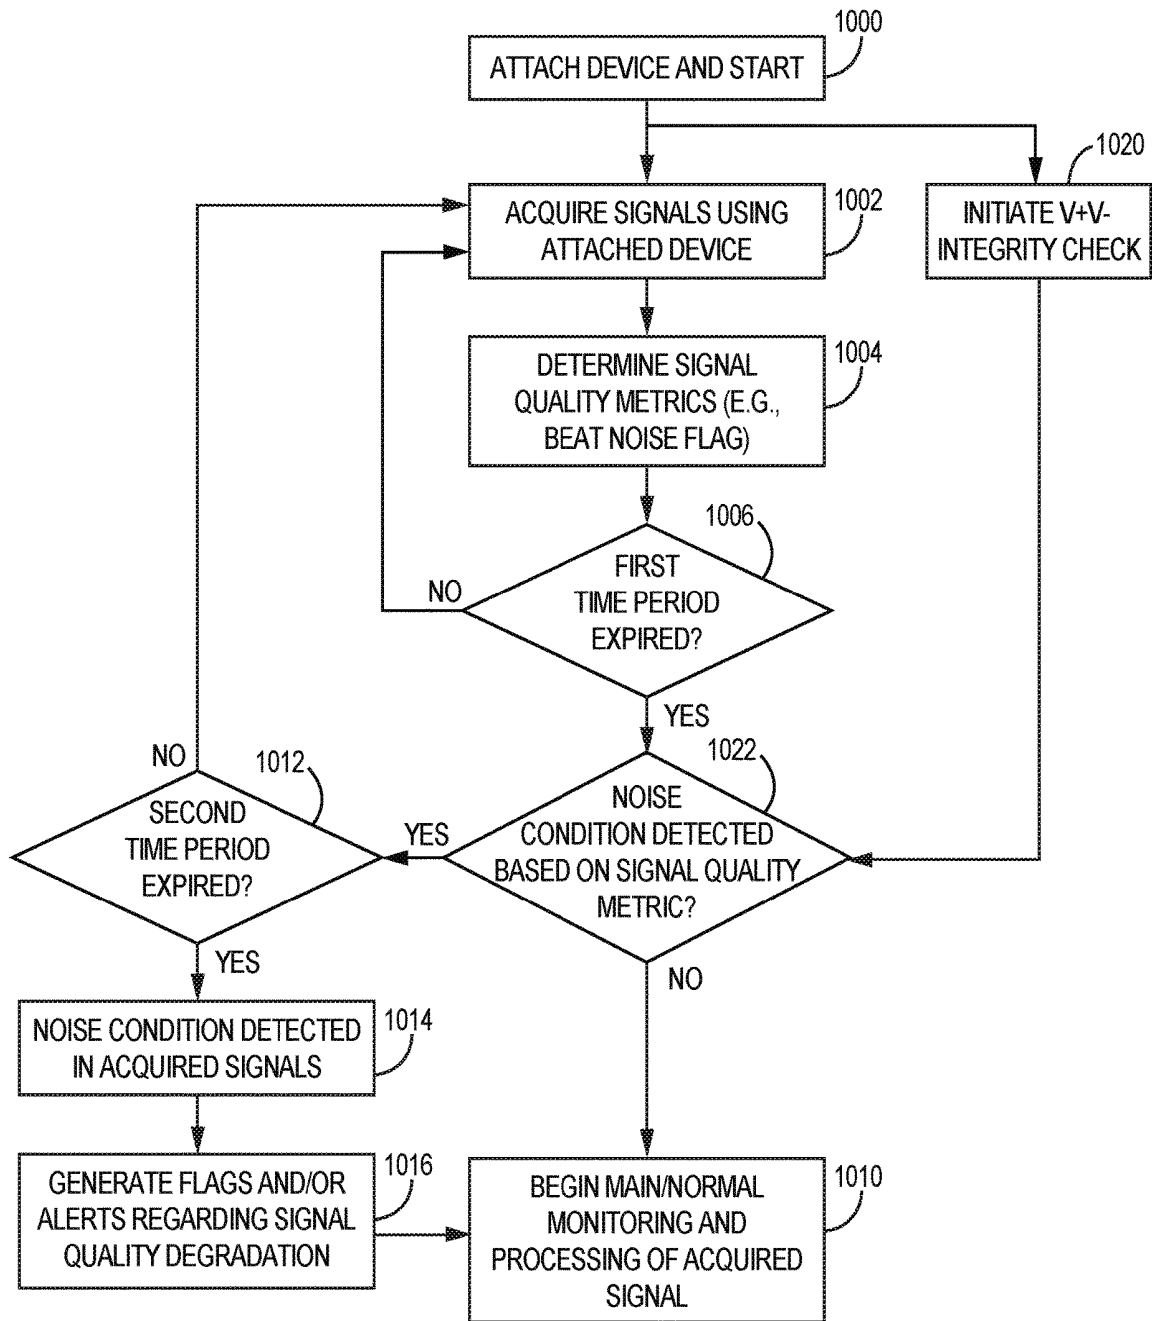 1000
ATTACH DEVICE AND START
1020
1002
ACQUIRE SIGNALS USING
ATTACHED DEVICE
INITIATE V+V-
INTEGRITY CHECK
1004
DETERMINE SIGNAL
QUALITY METRICS (E.G.,
BEAT NOISE FLAG)
1006
FIRST
TIME PERIOD
EXPIRED?
NO
YES
1022
NOISE
CONDITION DETECTED
BASED ON SIGNAL QUALITY
METRIC?
YES
NO
NO
1012
SECOND
TIME PERIOD
EXPIRED?
YES
NOISE CONDITION DETECTED
IN ACQUIRED SIGNALS
1014
GENERATE FLAGS AND/OR
ALERTS REGARDING SIGNAL
QUALITY DEGRADATION
1016
BEGIN MAIN/NORMAL
MONITORING AND
PROCESSING OF ACQUIRED
SIGNAL
1010